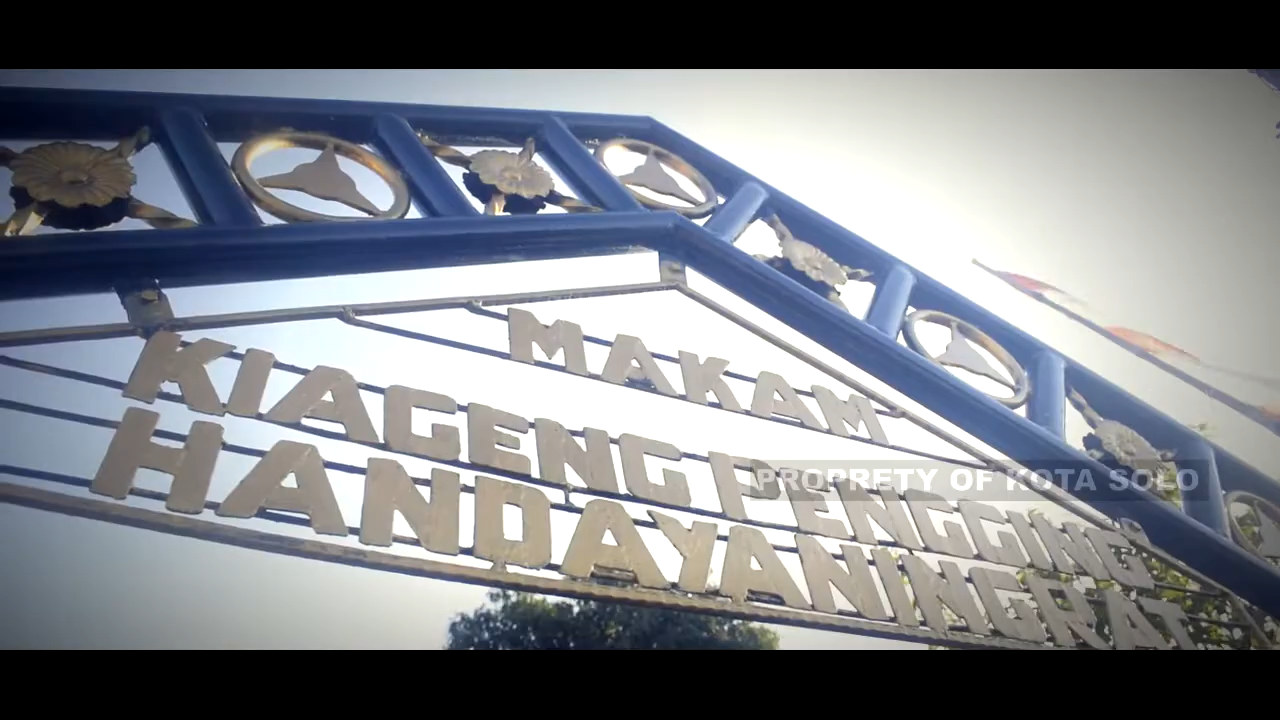 MAKAM
KIAGENG PENGGING
HANDAYANINGRAT
PROPRETY OF KOTA SOLO